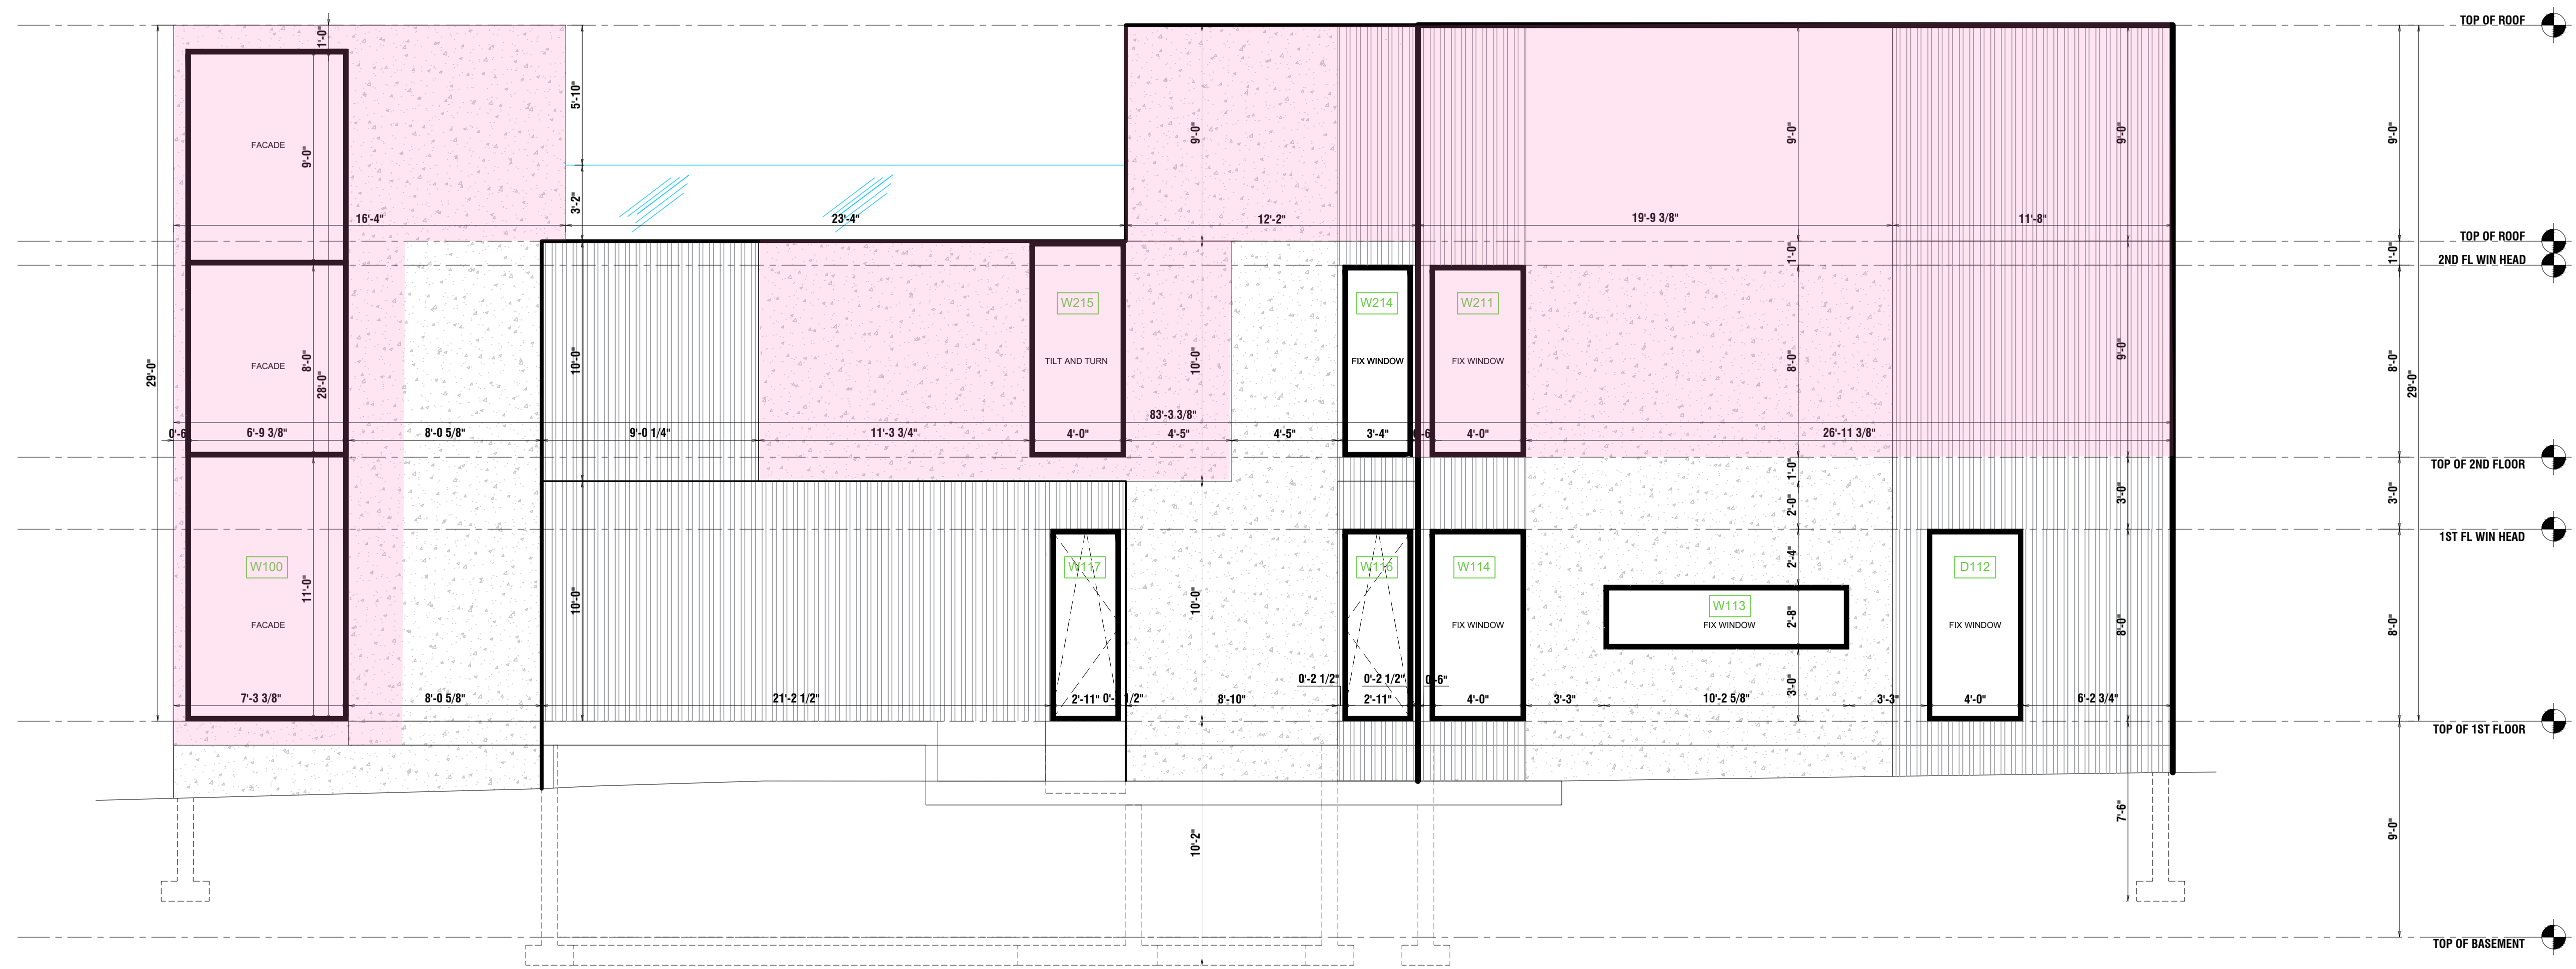 TOP OF ROOF
1'-0"
5'-10"
9'-0"
9'-0"
9'-0"
9'-0"
FACADE
9'-0"
3'-2"
16'-4"
23'-4"
12'-2"
19'-9 3/8"
11'-8"
TOP OF ROOF
1'-0"
1'-0"
2ND FL WIN HEAD
W215
W214
W211
29'-0"
FACADE
8'-0"
28'-0"
10'-0"
TILT AND TURN
10'-0"
FIX WINDOW
FIX WINDOW
8'-0"
9'-0"
8'-0"
29'-0"
83'-3 3/8"
6'-9 3/8"
8'-0 5/8"
9'-0 1/4"
11'-3 3/4"
4'-0"
4'-5"
4'-5"
3'-4"
4'-0"
26'-11 3/8"
TOP OF 2ND FLOOR
1'-0"
2'-0"
3'-0"
3'-0"
1ST FL WIN HEAD
W100
W117
W116
W114
2'-4"
D112
11'-0"
10'-0"
10'-0"
W113
2'-8"
8'-0"
8'-0"
FACADE
FIX WINDOW
FIX WINDOW
FIX WINDOW
0'-2 1/2"
0'-2 1/2"
0'-6"
3'-0"
7'-3 3/8"
8'-0 5/8"
21'-2 1/2"
2'-11"
8'-10"
2'-11"
4'-0"
3'-3"
10'-2 5/8"
3'-3"
4'-0"
6'-2 3/4"
TOP OF 1ST FLOOR
10'-2"
7'-6"
9'-0"
TOP OF BASEMENT